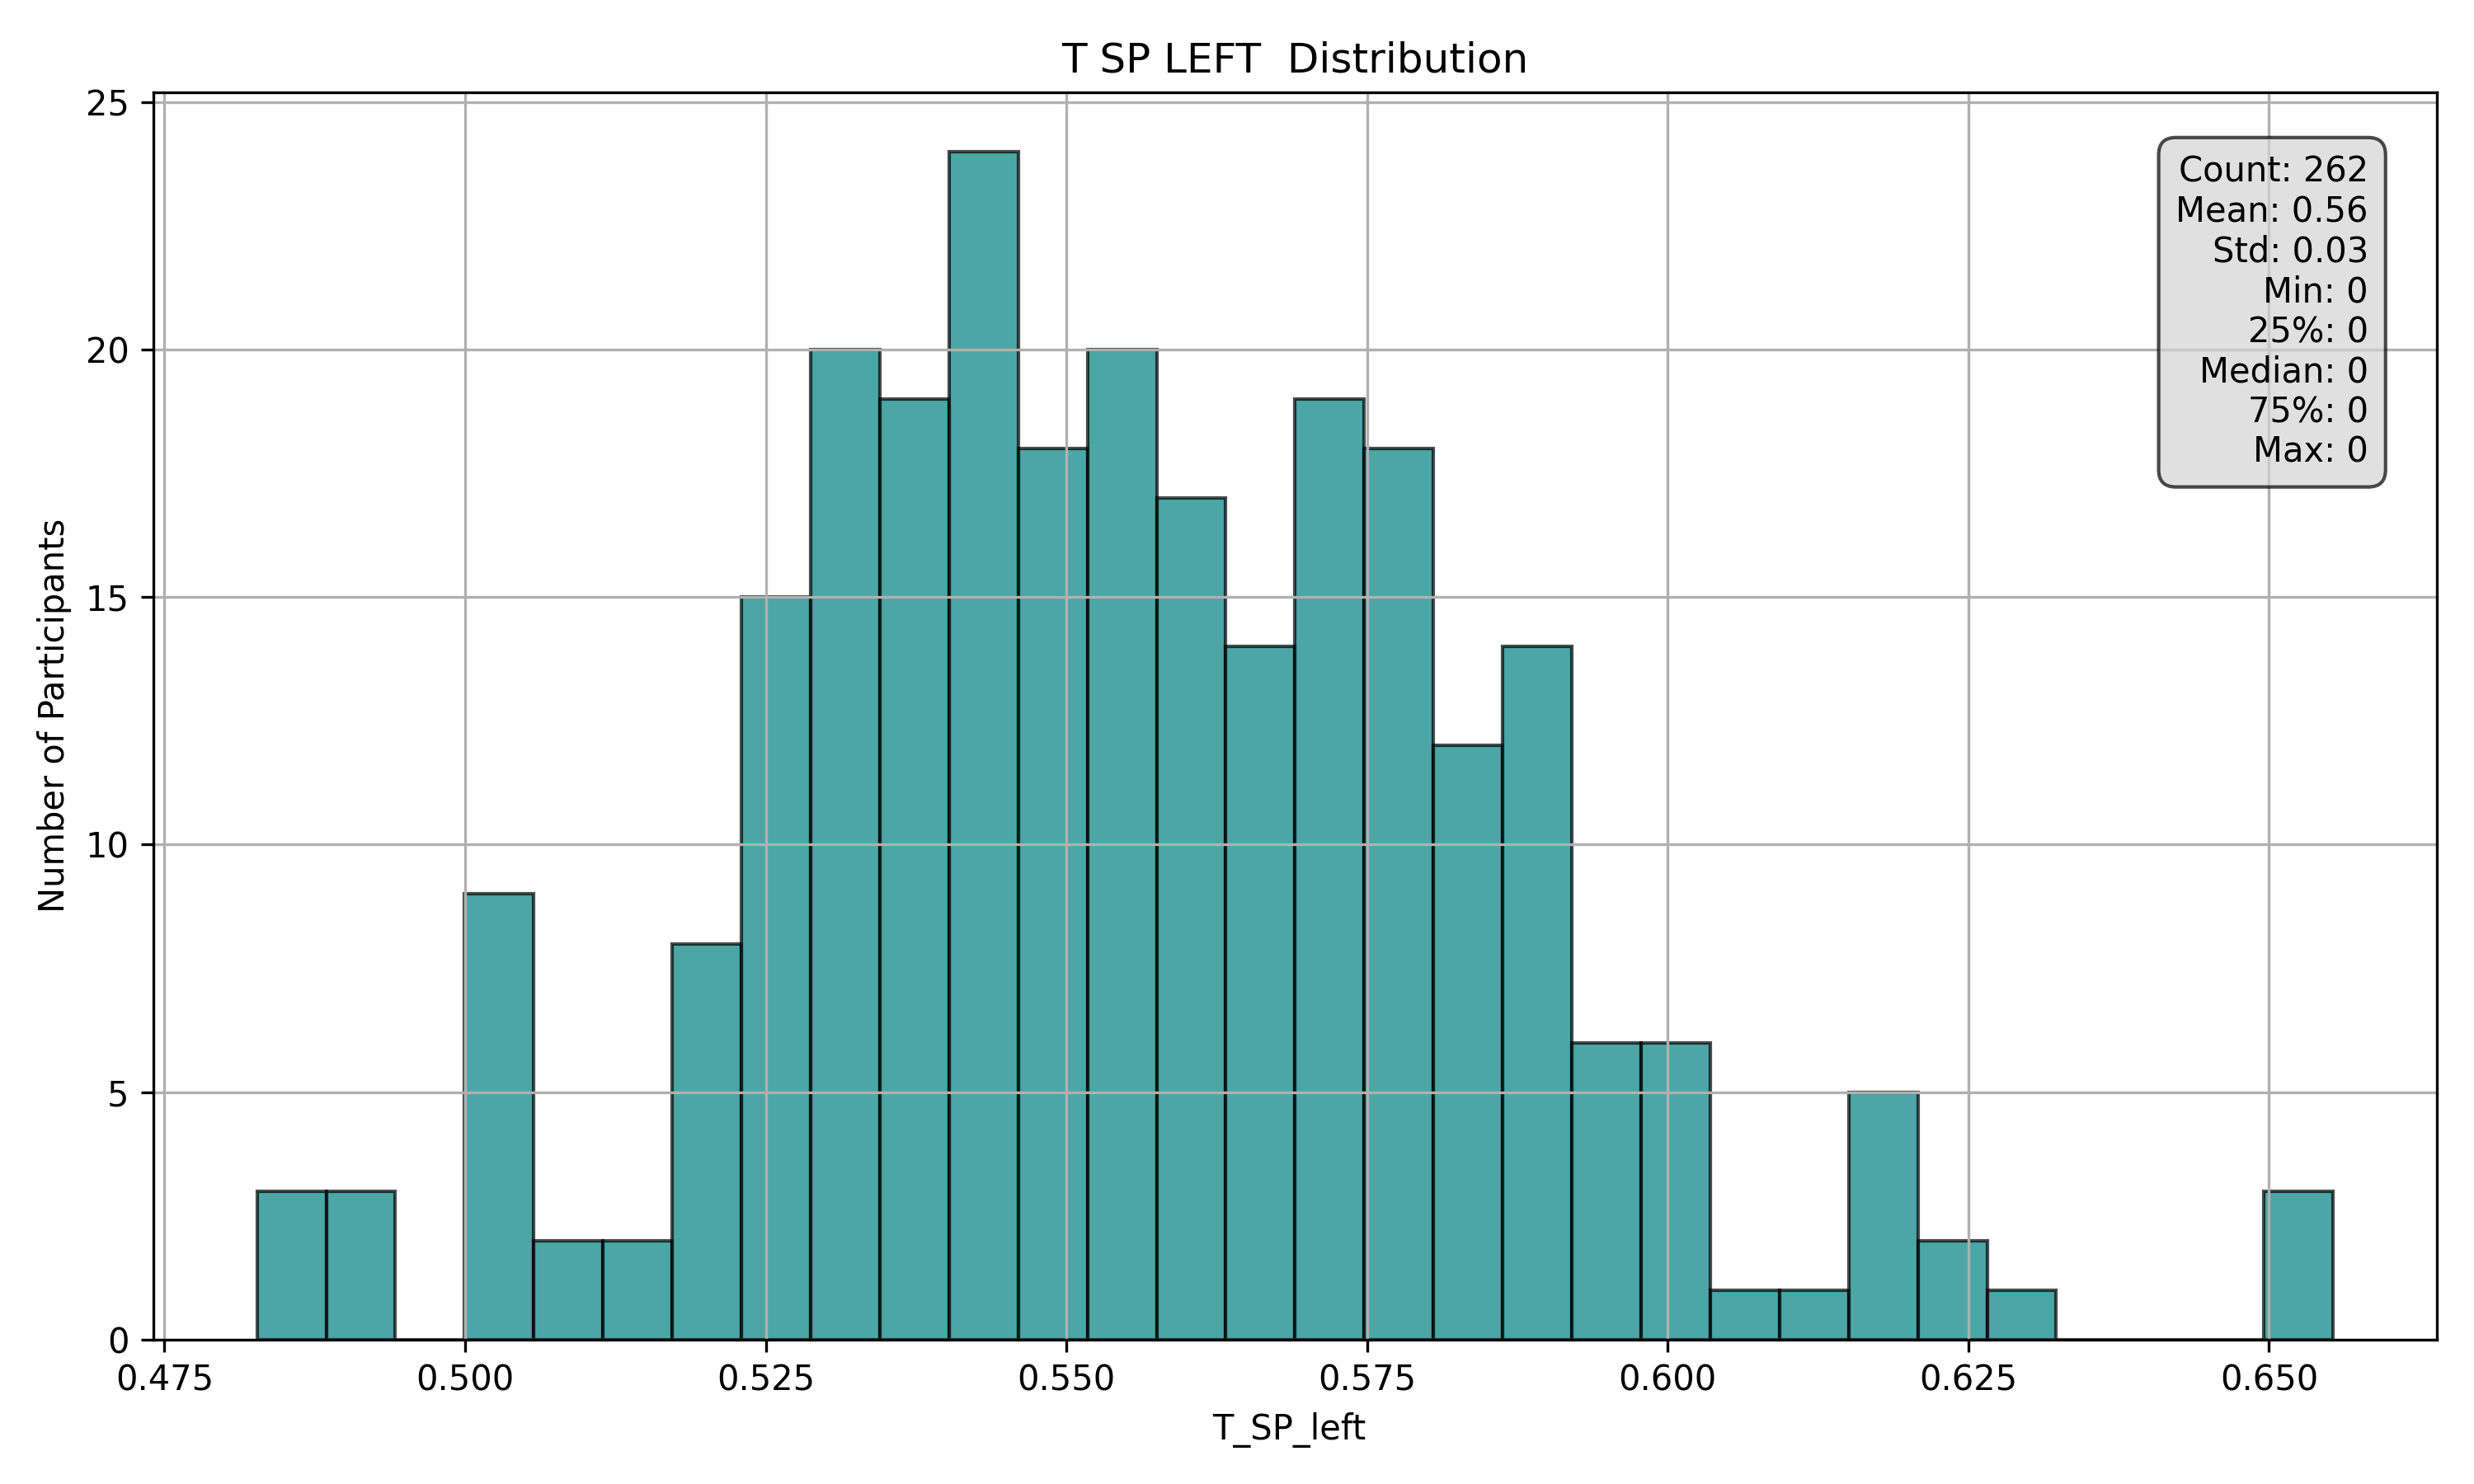 T SP LEFT  Distribution
25
20
15
10
5
0
Number of Participants
Count: 262
Mean: 0.56
Std: 0.03
Min: 0
25%: 0
Median: 0
75%: 0
Max: 0
0.475 0.500 0.525 0.550 0.575 0.600 0.625 0.650
T_SP_left